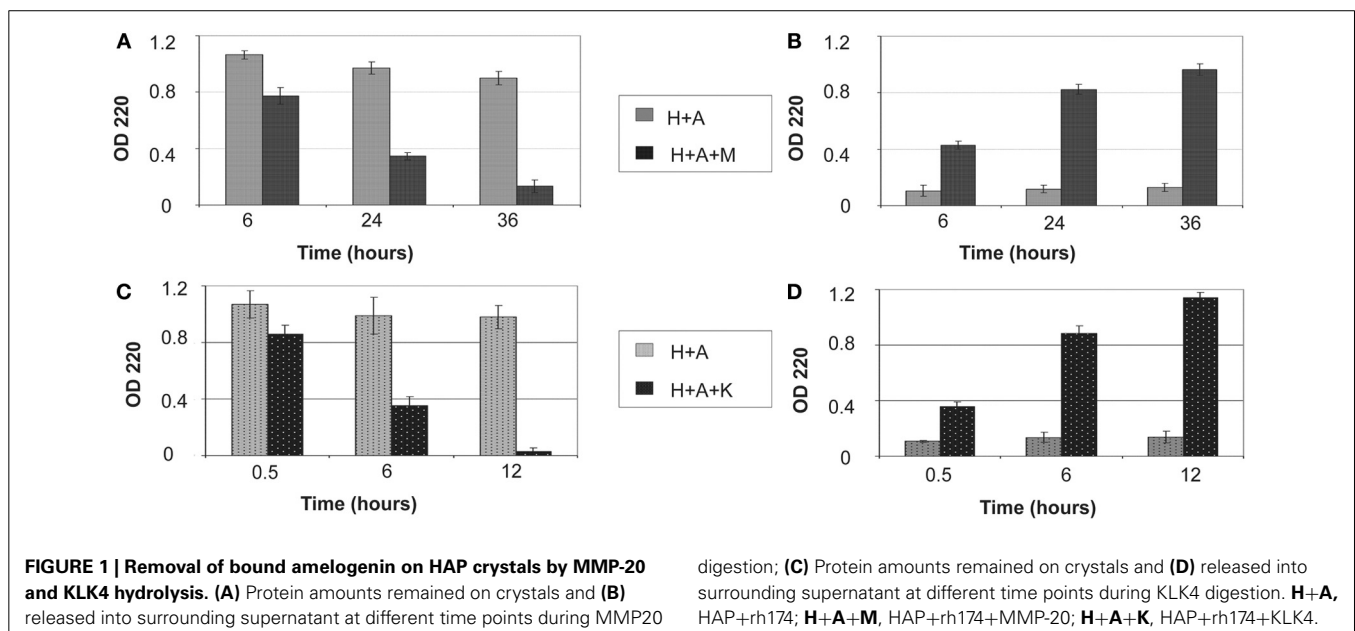 A
1.2
0.8
0.4
0
OD 220
6 24 36
Time (hours)
H+A
H+A+M
B
1.2
0.8
0.4
0
OD 220
6 24 36
Time (hours)
C
1.2
0.8
0.4
0
OD 220
0.5 6 12
Time (hours)
H+A
H+A+K
D
1.2
0.8
0.4
0
OD 220
0.5 6 12
Time (hours)
FIGURE 1 | Removal of bound amelogenin on HAP crystals by MMP-20
and KLK4 hydrolysis. (A) Protein amounts remained on crystals and (B)
released into surrounding supernatant at different time points during MMP20
digestion; (C) Protein amounts remained on crystals and (D) released into
surrounding supernatant at different time points during KLK4 digestion. H+A,
HAP+rh174; H+A+M, HAP+rh174+MMP-20; H+A+K, HAP+rh174+KLK4.